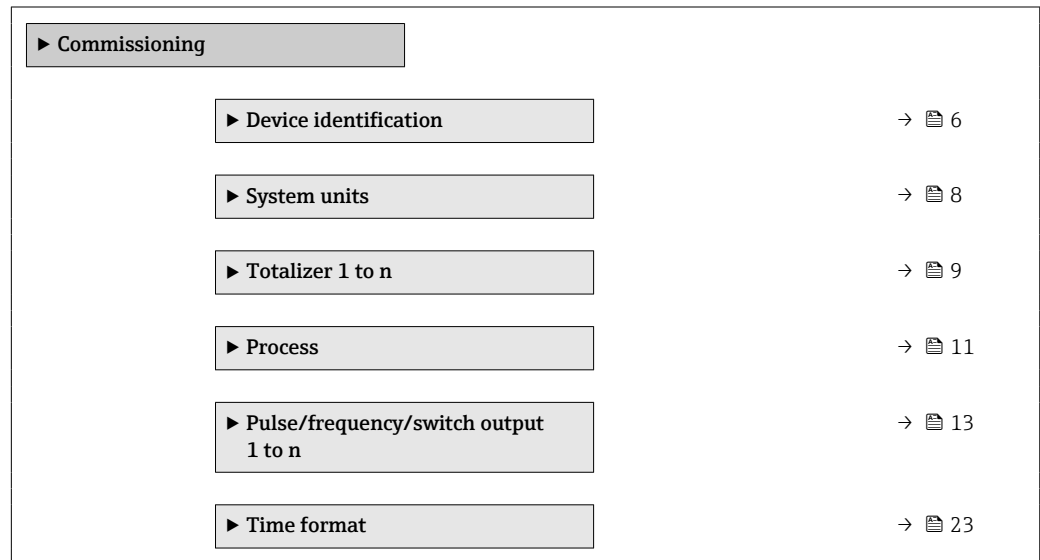 ▶ Commissioning
▶ Device identification → 6
▶ System units → 8
▶ Totalizer 1 to n → 9
▶ Process → 11
▶ Pulse/frequency/switch output → 13
1 to n
▶ Time format → 23